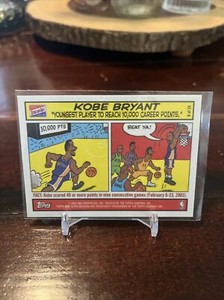 BAZOOKA
KOBE BRYANT
"YOUNGEST PLAYER TO REACH 10,000 CAREER POINTS."
10,000 PTS
BEAT YA!
FACT: Kobe scored 40 or more points in nine consecutive games (February 6-23, 2003).
Topps